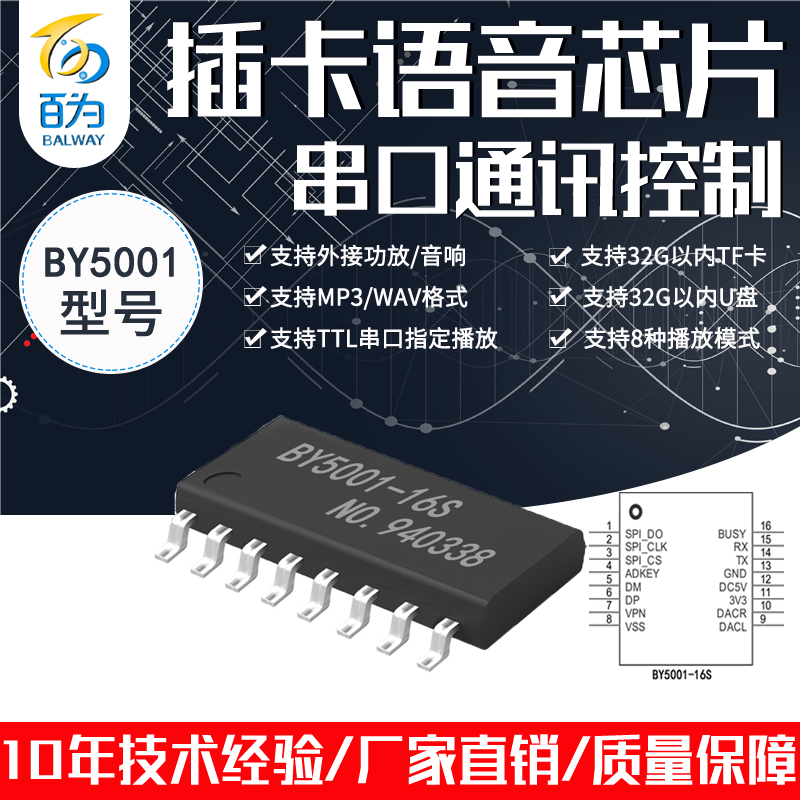 插卡语音芯片
百为
BALWAY
串口通讯控制
BY5001
型号
支持外接功放/音响
支持32G以内TF卡
支持MP3/WAV格式
支持32G以内U盘
支持TTL串口指定播放
支持8种播放模式
BY5001-16S
NO. 940338
1 SPI_DO BUSY 16
2 SPI_CLK RX 15
3 SPI_CS TX 14
4 ADKEY GND 13
5 DM DC5V 12
6 DP 3V3 11
7 VPN DACR 10
8 VSS DACL 9
BY5001-16S
10年技术经验/厂家直销/质量保障